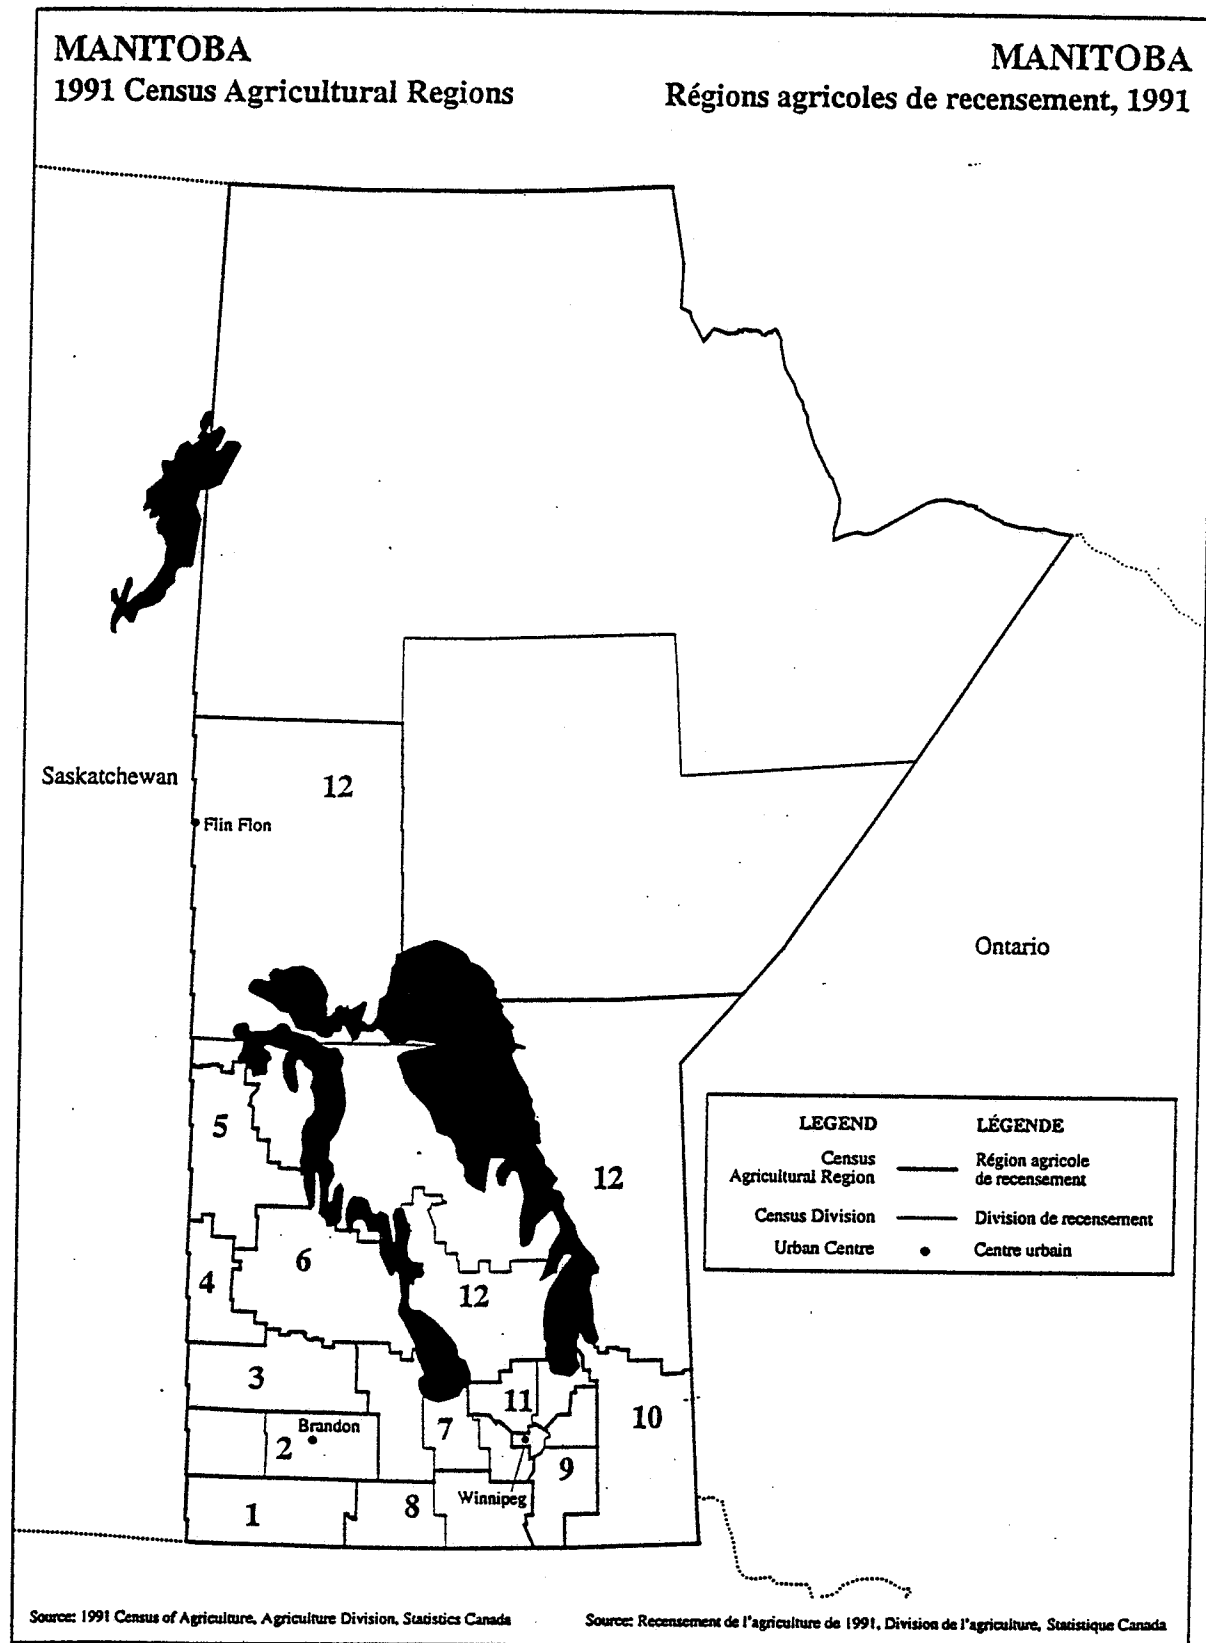 MANITOBA
1991 Census Agricultural Regions
MANITOBA
Régions agricoles de recensement, 1991
Saskatchewan
12
Flin Flon
Ontario
5
12
6
4
12
3
11
10
Brandon
7
2
9
Winnipeg
8
1
LEGEND
LÉGENDE
Census
Agricultural Region
Région agricole
de recensement
Census Division
Division de recensement
Urban Centre
Centre urbain
Source: 1991 Census of Agriculture, Agriculture Division, Statistics Canada
Source: Recensement de l'agriculture de 1991, Division de l'agriculture, Statistique Canada